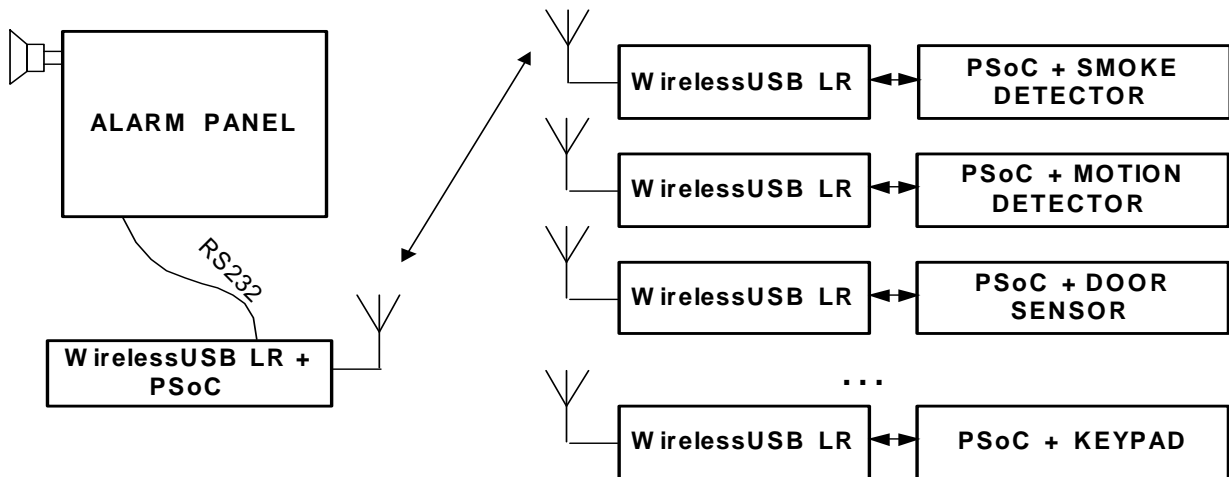 ALARM PANEL
RS232
WirelessUSB LR +
PSoC
WirelessUSB LR
PSoC + SMOKE
DETECTOR
WirelessUSB LR
PSoC + MOTION
DETECTOR
WirelessUSB LR
PSoC + DOOR
SENSOR
...
WirelessUSB LR
PSoC + KEYPAD